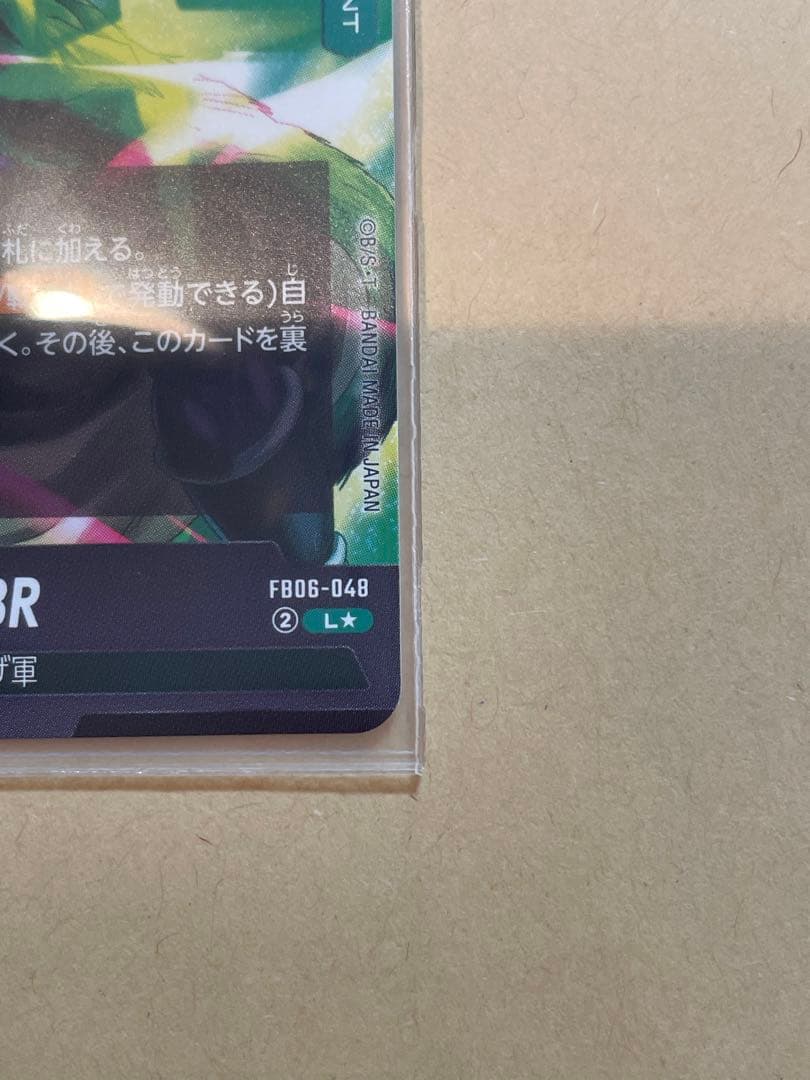 NT
札に加える。
で発動できる)自
く。その後、このカードを裏
©B/S・T BANDAI MADE IN JAPAN
BR
FB06-048
② L★
ザ軍